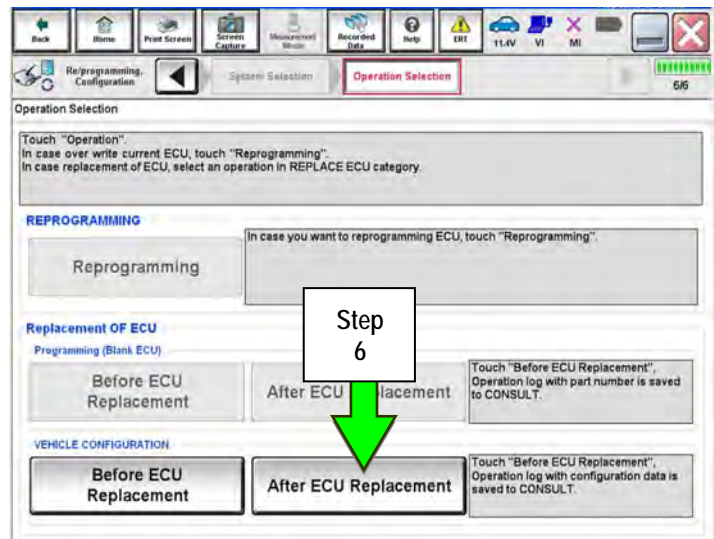 Back
Home
Print Screen
Screen Capture
Measurement Mode
Recorded Data
Help
ERT
11.4V
VI
MI
Re/programming, Configuration
System Selection
Operation Selection
6/6
Operation Selection
Touch "Operation".
In case over write current ECU, touch "Reprogramming".
In case replacement of ECU, select an operation in REPLACE ECU category.
REPROGRAMMING
Reprogramming
In case you want to reprogramming ECU, touch "Reprogramming".
Step
6
Replacement OF ECU
Programming (Blank ECU)
Before ECU
Replacement
After ECU lacement
Touch "Before ECU Replacement",
Operation log with part number is saved
to CONSULT.
VEHICLE CONFIGURATION
Before ECU
Replacement
After ECU Replacement
Touch "Before ECU Replacement",
Operation log with configuration data is
saved to CONSULT.